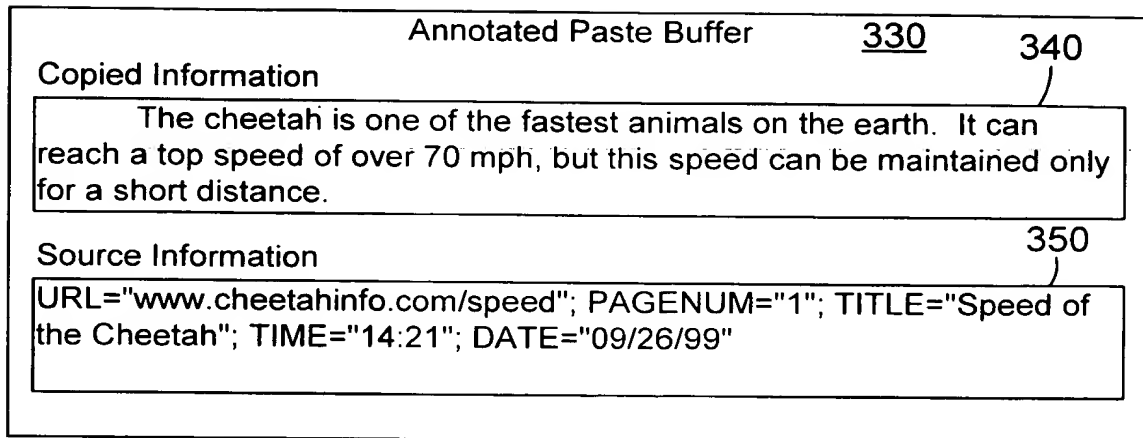 Annotated Paste Buffer 330 340
Copied Information
The cheetah is one of the fastest animals on the earth. It can
reach a top speed of over 70 mph, but this speed can be maintained only
for a short distance.
350
Source Information
URL="www.cheetahinfo.com/speed"; PAGENUM="1"; TITLE="Speed of
the Cheetah"; TIME="14:21"; DATE="09/26/99"